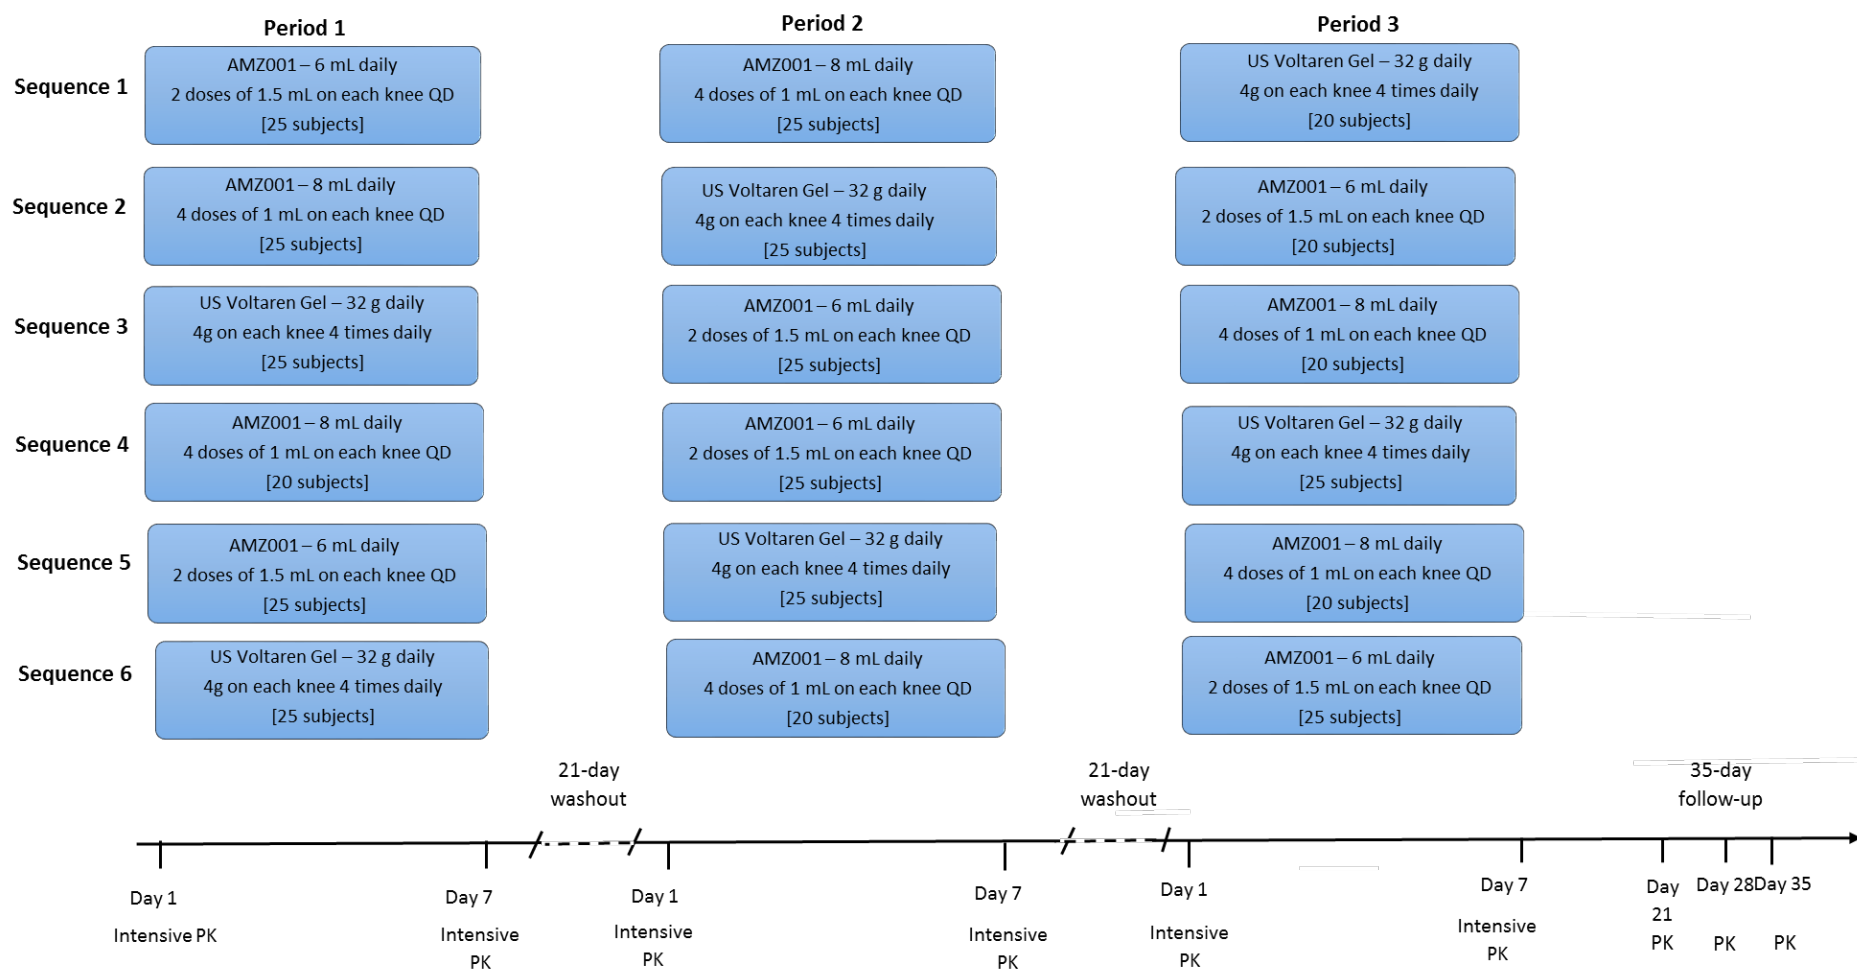 Period 1
Period 2
Period 3
Sequence 1
AMZ001 – 6 mL daily
2 doses of 1.5 mL on each knee QD
[25 subjects]
AMZ001 – 8 mL daily
4 doses of 1 mL on each knee QD
[25 subjects]
US Voltaren Gel – 32 g daily
4g on each knee 4 times daily
[20 subjects]
Sequence 2
AMZ001 – 8 mL daily
4 doses of 1 mL on each knee QD
[25 subjects]
US Voltaren Gel – 32 g daily
4g on each knee 4 times daily
[25 subjects]
AMZ001 – 6 mL daily
2 doses of 1.5 mL on each knee QD
[20 subjects]
Sequence 3
US Voltaren Gel – 32 g daily
4g on each knee 4 times daily
[25 subjects]
AMZ001 – 6 mL daily
2 doses of 1.5 mL on each knee QD
[25 subjects]
AMZ001 – 8 mL daily
4 doses of 1 mL on each knee QD
[20 subjects]
Sequence 4
AMZ001 – 8 mL daily
4 doses of 1 mL on each knee QD
[20 subjects]
AMZ001 – 6 mL daily
2 doses of 1.5 mL on each knee QD
[25 subjects]
US Voltaren Gel – 32 g daily
4g on each knee 4 times daily
[25 subjects]
Sequence 5
AMZ001 – 6 mL daily
2 doses of 1.5 mL on each knee QD
[25 subjects]
US Voltaren Gel – 32 g daily
4g on each knee 4 times daily
[25 subjects]
AMZ001 – 8 mL daily
4 doses of 1 mL on each knee QD
[20 subjects]
Sequence 6
US Voltaren Gel – 32 g daily
4g on each knee 4 times daily
[25 subjects]
AMZ001 – 8 mL daily
4 doses of 1 mL on each knee QD
[20 subjects]
AMZ001 – 6 mL daily
2 doses of 1.5 mL on each knee QD
[25 subjects]
21-day
washout
21-day
washout
35-day
follow-up
Day 1
Intensive PK
Day 7
Intensive
PK
Day 1
Intensive
PK
Day 7
Intensive
PK
Day 1
Intensive
PK
Day 7
Intensive
PK
Day
21
PK
Day 28
PK
Day 35
PK